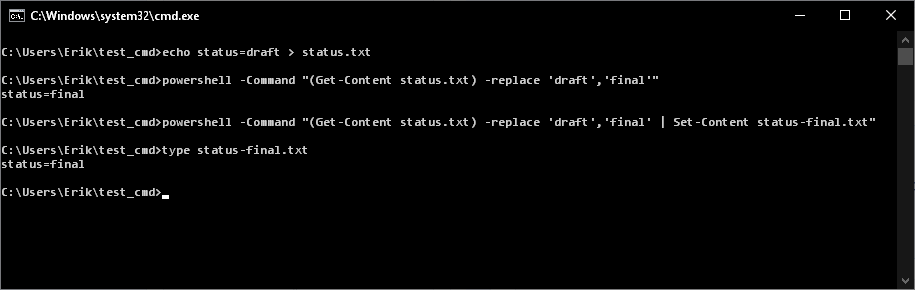 C:\Windows\system32\cmd.exe
C:\Users\Erik\test_cmd>echo status=draft > status.txt
C:\Users\Erik\test_cmd>powershell -Command "(Get-Content status.txt) -replace 'draft','final'"
status=final
C:\Users\Erik\test_cmd>powershell -Command "(Get-Content status.txt) -replace 'draft','final' | Set-Content status-final.txt"
C:\Users\Erik\test_cmd>type status-final.txt
status=final
C:\Users\Erik\test_cmd>